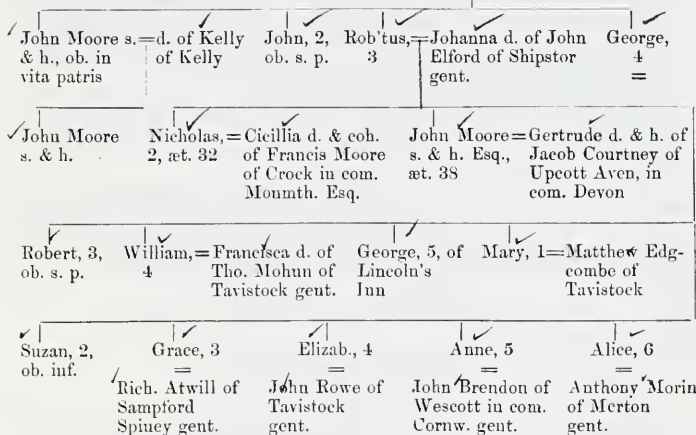 John Moore s. = d. of Kelly John, 2, Rob'tus, = Johanna d. of John George,
& h., ob. in of Kelly ob. s. p. 3 Elford of Shipstor 4
vita patris gent. =
John Moore Nicholas, = Cicillia d. & coh. John Moore = Gertrude d. & h. of
s. & h. 2, æt. 32 of Francis Moore s. & h. Esq., Jacob Courtney of
of Crock in com. æt. 38 Upcott Aven, in
Monmth. Esq. com. Devon
Robert, 3, William, = Francisca d. of George, 5, of Mary, 1 = Matthew Edg-
ob. s. p. 4 Tho. Mohun of Lincoln's combe of
Tavistock gent. Inn Tavistock
Suzan, 2, Grace, 3 Elizab., 4 Anne, 5 Alice, 6
ob. inf. = = = =
Rich. Atwill of John Rowe of John Brendon of Anthony Morin
Sampford Tavistock Wescott in com. of Merton
Spiney gent. gent. Cornw. gent. gent.